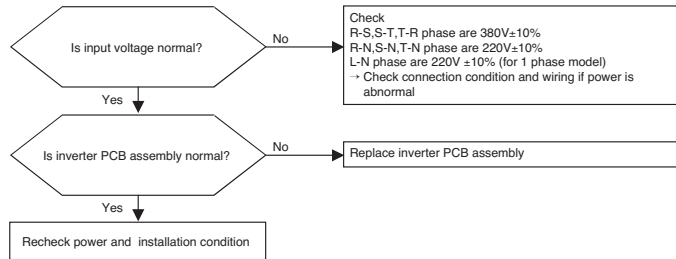 Is input voltage normal?
No
Check
R-S,S-T,T-R phase are 380V±10%
R-N,S-N,T-N phase are 220V±10%
L-N phase are 220V ±10% (for 1 phase model)
→ Check connection condition and wiring if power is
abnormal
Yes
Is inverter PCB assembly normal?
No
Replace inverter PCB assembly
Yes
Recheck power and installation condition